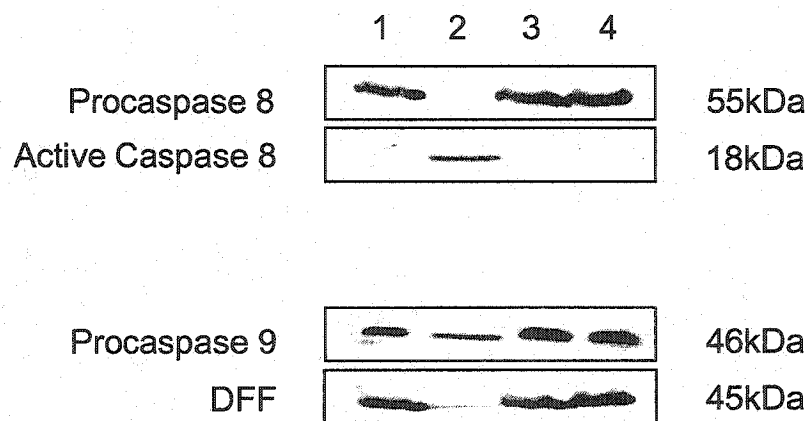 1 2 3 4
Procaspase 8 55kDa
Active Caspase 8 18kDa
Procaspase 9 46kDa
DFF 45kDa